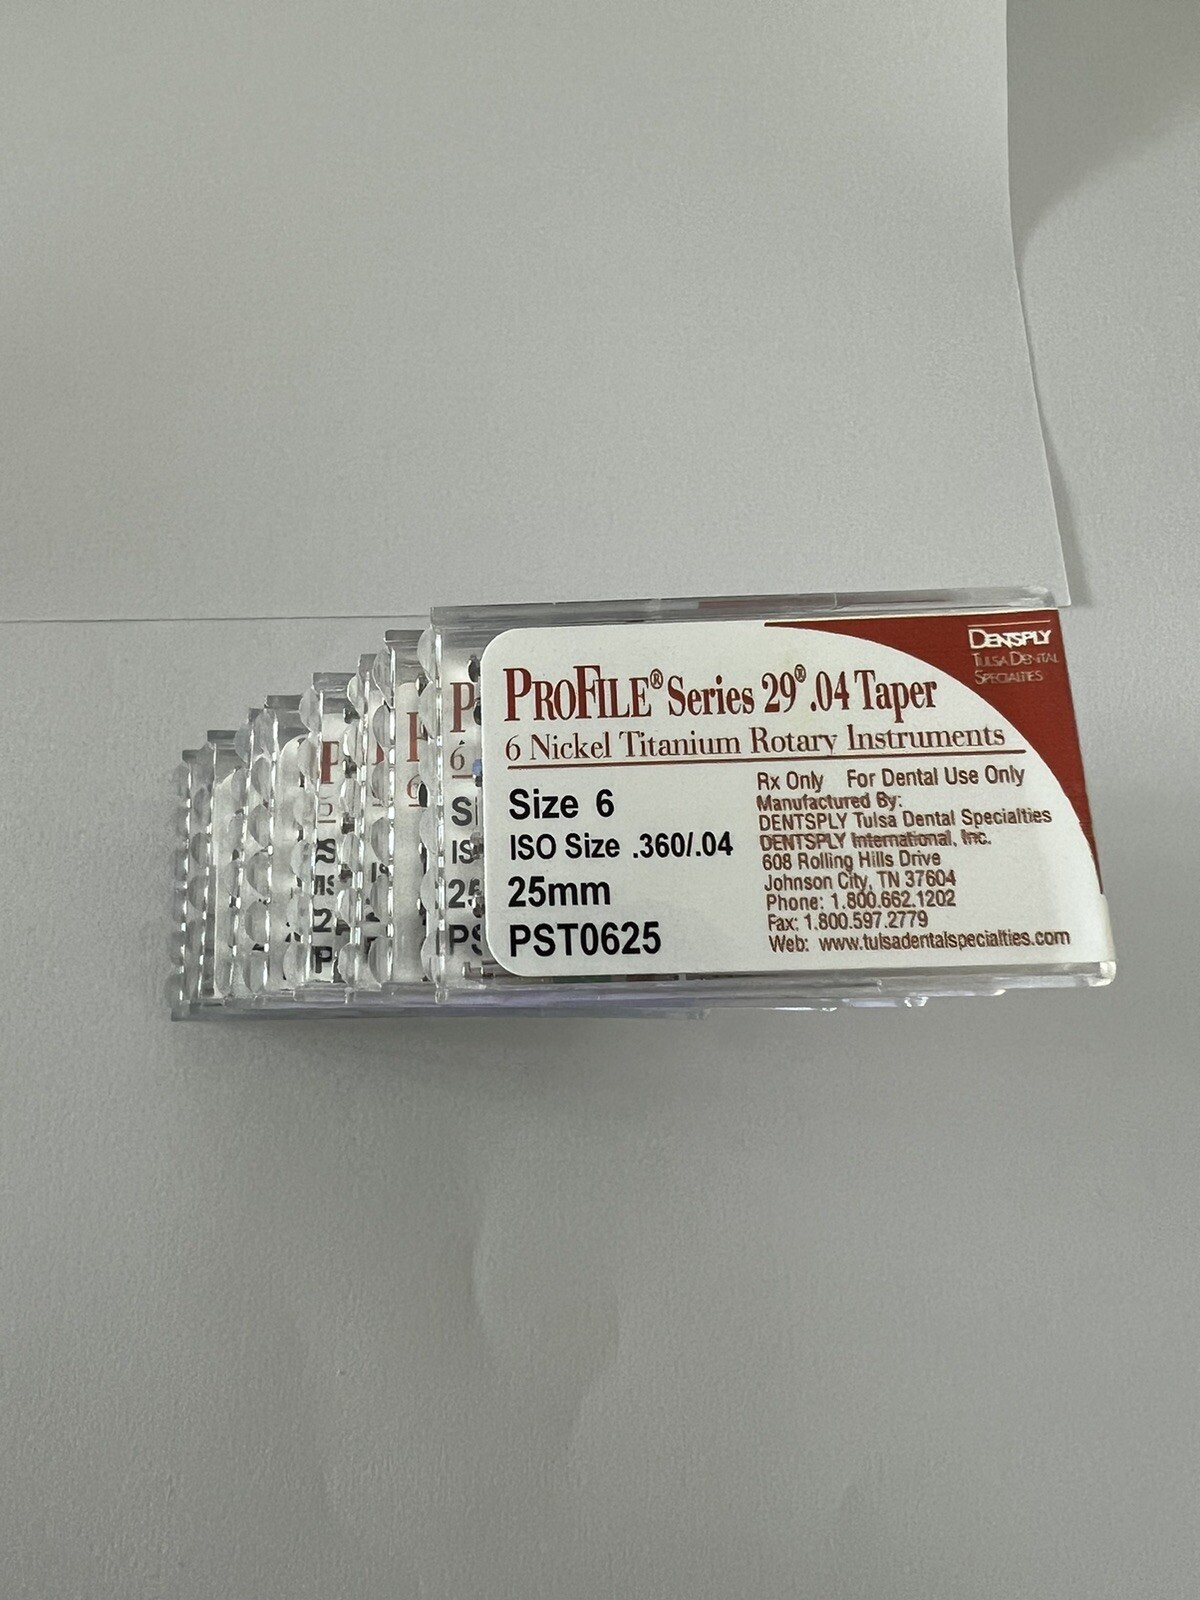 DENTSPLY
TULSA DENTAL
SPECIALTIES
PROFILE® Series 29® .04 Taper
6 Nickel Titanium Rotary Instruments
Size 6
ISO Size .360/.04
25mm
PST0625
Rx Only For Dental Use Only
Manufactured By:
DENTSPLY Tulsa Dental Specialties
DENTSPLY International, Inc.
608 Rolling Hills Drive
Johnson City, TN 37604
Phone: 1.800.662.1202
Fax: 1.800.597.2779
Web: www.tulsadentalspecialties.com